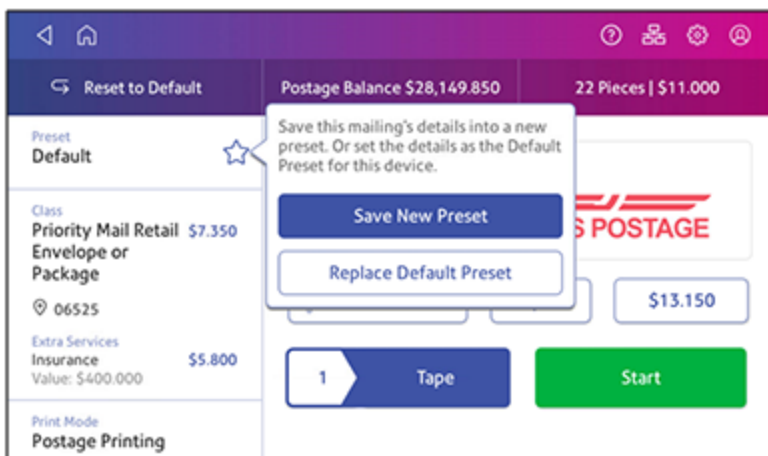 Reset to Default
Postage Balance $28,149.850
22 Pieces | $11.000
Preset
Default
Save this mailing's details into a new
preset. Or set the details as the Default
Preset for this device.
Save New Preset
Replace Default Preset
Class
Priority Mail Retail $7.350
Envelope or
Package
06525
Extra Services
Insurance $5.800
Value: $400.000
Print Mode
Postage Printing
S POSTAGE
$13.150
1 Tape
Start